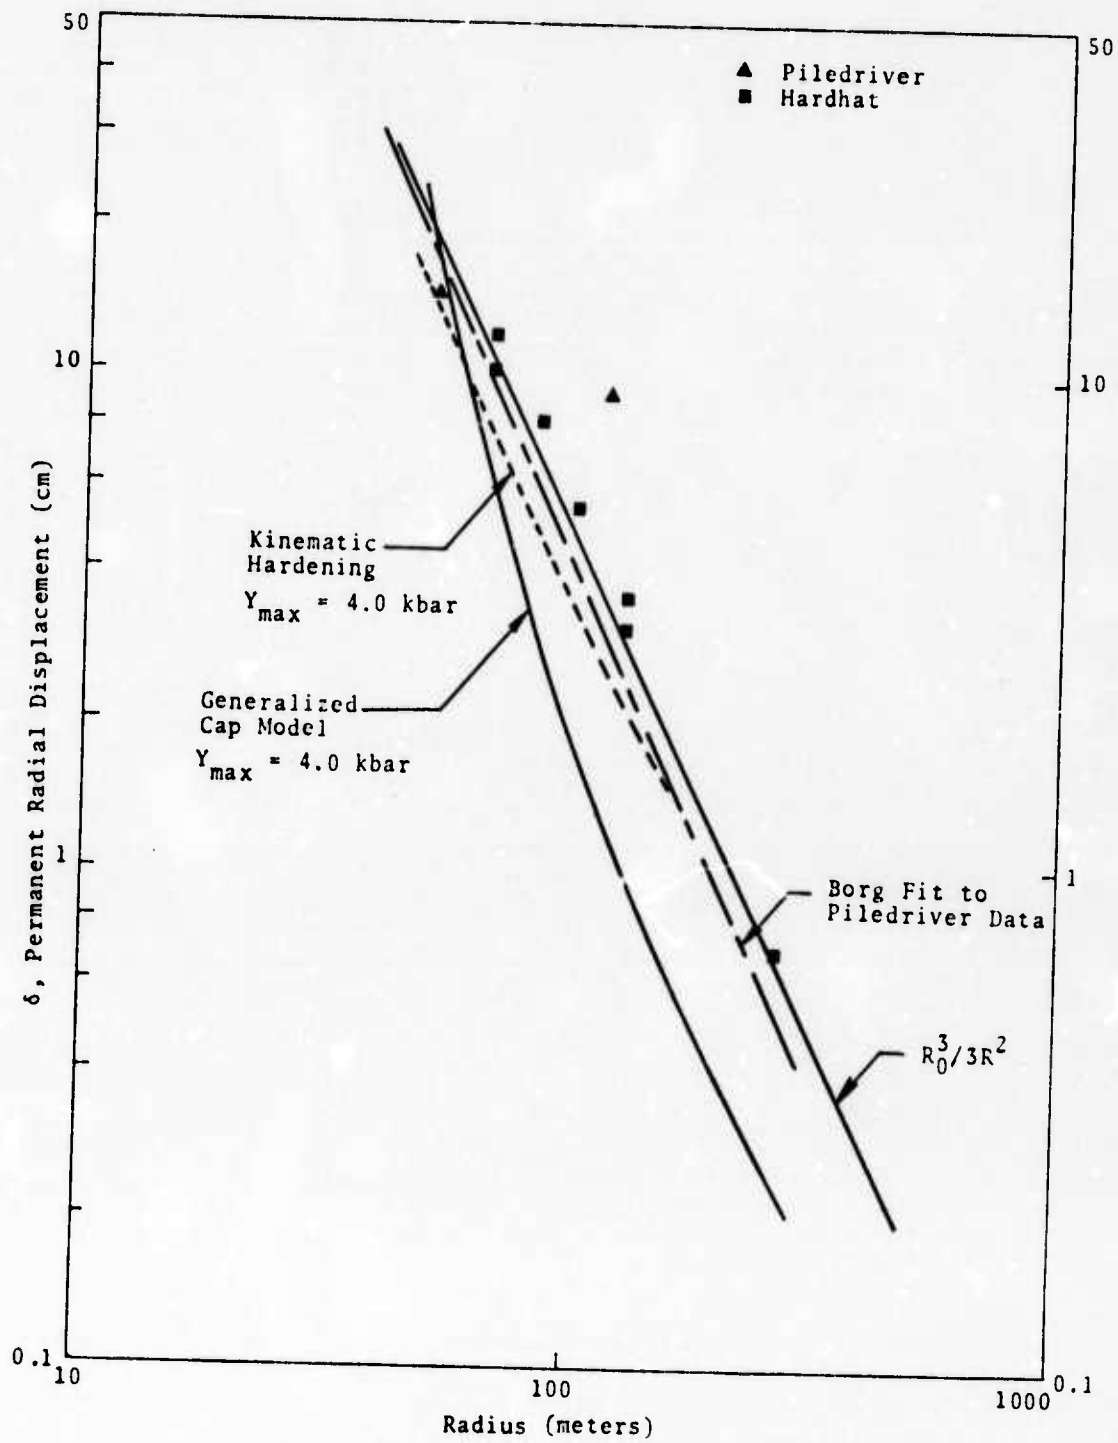 50
50
▲ Piledriver
■ Hardhat
10
10
δ, Permanent Radial Displacement (cm)
Kinematic
Hardening
Y_max = 4.0 kbar
Generalized
Cap Model
Y_max = 4.0 kbar
1
1
Borg Fit to
Piledriver Data
R_0^3/3R^2
0.1
0.1
10
100
1000
Radius (meters)